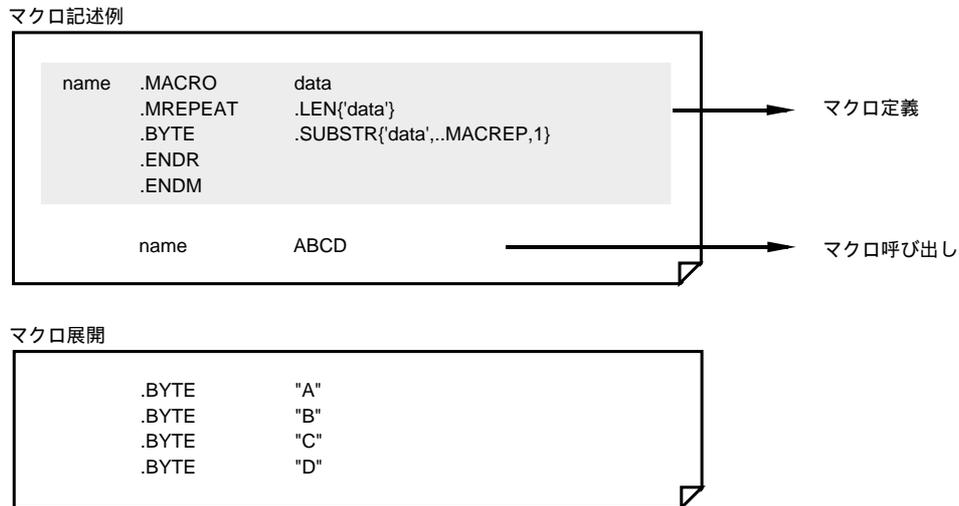 マクロ記述例
name .MACRO data
.MREPEAT .LEN{'data'}
.BYTE .SUBSTR{'data',..MACREP,1}
.ENDR
.ENDM
マクロ定義
name ABCD
マクロ呼び出し
マクロ展開
.BYTE "A"
.BYTE "B"
.BYTE "C"
.BYTE "D"